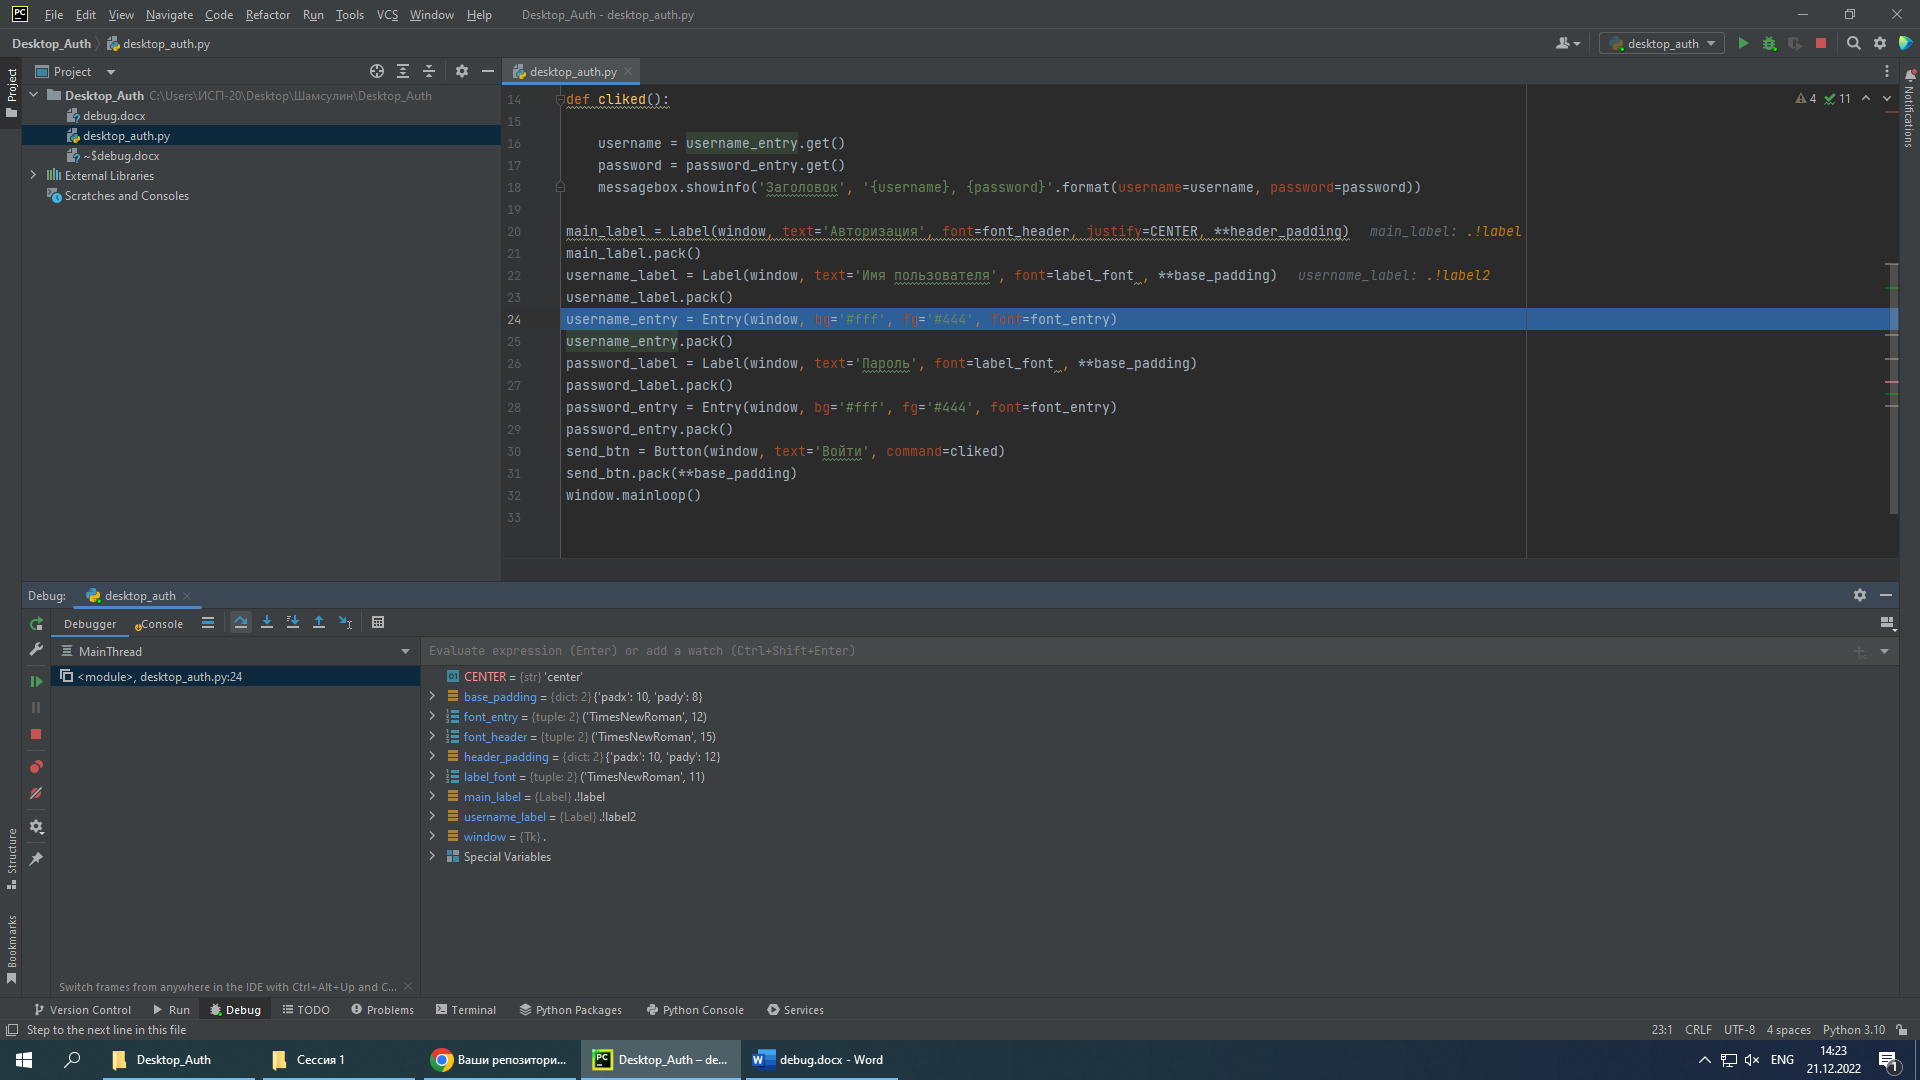 PC File Edit View Navigate Code Refactor Run Tools VCS Window Help Desktop_Auth - desktop_auth.py
Desktop_Auth desktop_auth.py desktop_auth
Project
Project
desktop_auth.py
Notifications
Desktop_Auth C:\Users\ИСП-20\Desktop\Шамсулин\Desktop_Auth
debug.docx
desktop_auth.py
~$debug.docx
External Libraries
Scratches and Consoles
4 11
14 def cliked():
15
16 username = username_entry.get()
17 password = password_entry.get()
18 messagebox.showinfo('Заголовок', '{username}, {password}'.format(username=username, password=password))
19
20 main_label = Label(window, text='Авторизация', font=font_header, justify=CENTER, **header_padding) main_label: .!label
21 main_label.pack()
22 username_label = Label(window, text='Имя пользователя', font=label_font , **base_padding) username_label: .!label2
23 username_label.pack()
24 username_entry = Entry(window, bg='#fff', fg='#444', font=font_entry)
25 username_entry.pack()
26 password_label = Label(window, text='Пароль', font=label_font , **base_padding)
27 password_label.pack()
28 password_entry = Entry(window, bg='#fff', fg='#444', font=font_entry)
29 password_entry.pack()
30 send_btn = Button(window, text='Войти', command=cliked)
31 send_btn.pack(**base_padding)
32 window.mainloop()
33
Debug: desktop_auth
Debugger Console
MainThread
Evaluate expression (Enter) or add a watch (Ctrl+Shift+Enter)
<module>, desktop_auth.py:24
CENTER = {str} 'center'
base_padding = {dict: 2} {'padx': 10, 'pady': 8}
font_entry = {tuple: 2} ('TimesNewRoman', 12)
font_header = {tuple: 2} ('TimesNewRoman', 15)
header_padding = {dict: 2} {'padx': 10, 'pady': 12}
label_font = {tuple: 2} ('TimesNewRoman', 11)
main_label = {Label} .!label
username_label = {Label} .!label2
window = {Tk} .
Special Variables
Structure
Bookmarks
Switch frames from anywhere in the IDE with Ctrl+Alt+Up and C...
Version Control Run Debug TODO Problems Terminal Python Packages Python Console Services
Step to the next line in this file 23:1 CRLF UTF-8 4 spaces Python 3.10
Desktop_Auth Сессия 1 Ваши репозитори... Desktop_Auth – de... debug.docx - Word ENG
14:23
21.12.2022
1